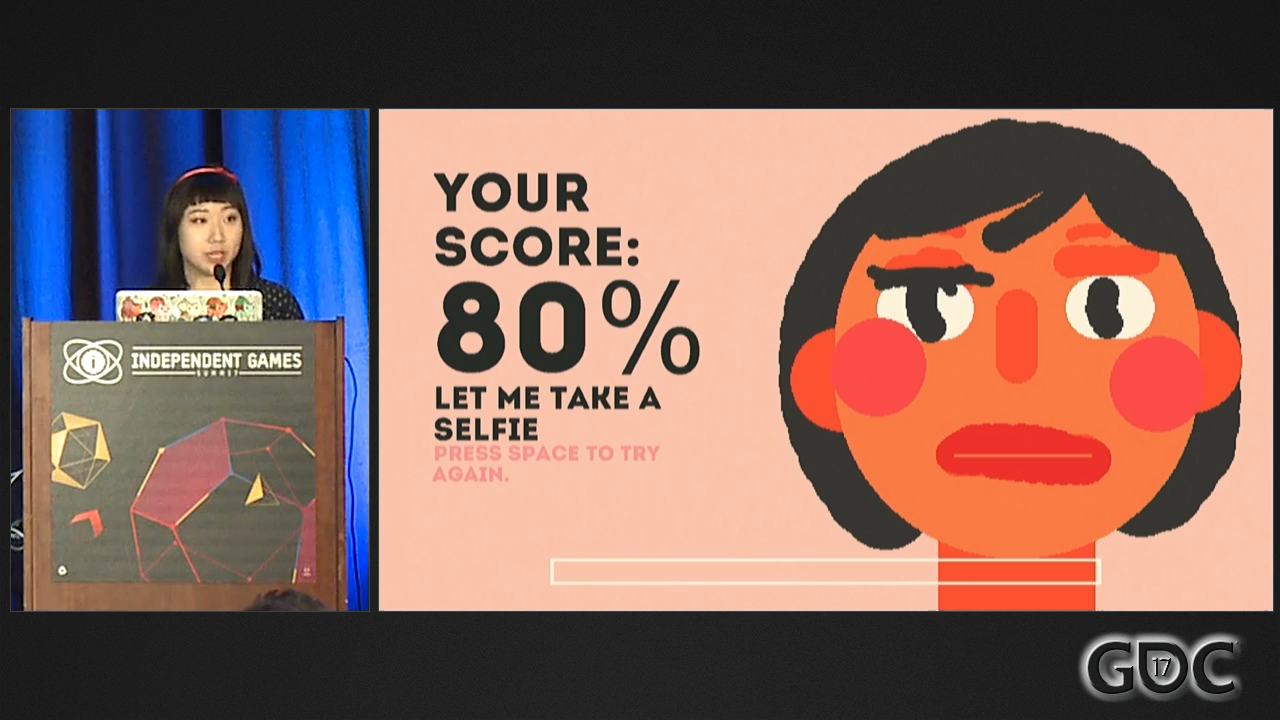 INDEPENDENT GAMES
SUMMIT
YOUR
SCORE:
80%
LET ME TAKE A
SELFIE
PRESS SPACE TO TRY
AGAIN.
GDC
17